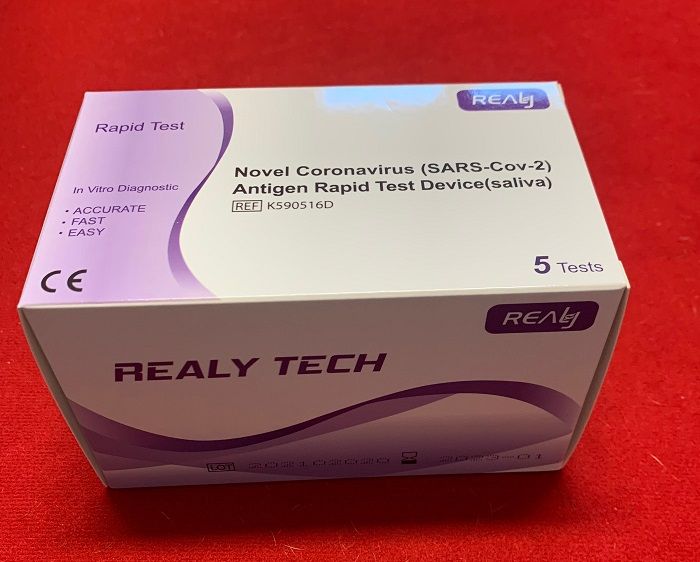 REALY
Rapid Test
Novel Coronavirus (SARS-Cov-2)
Antigen Rapid Test Device(saliva)
REF K590516D
In Vitro Diagnostic
• ACCURATE
• FAST
• EASY
CE
5 Tests
REALY
REALY TECH
LOT 202102020